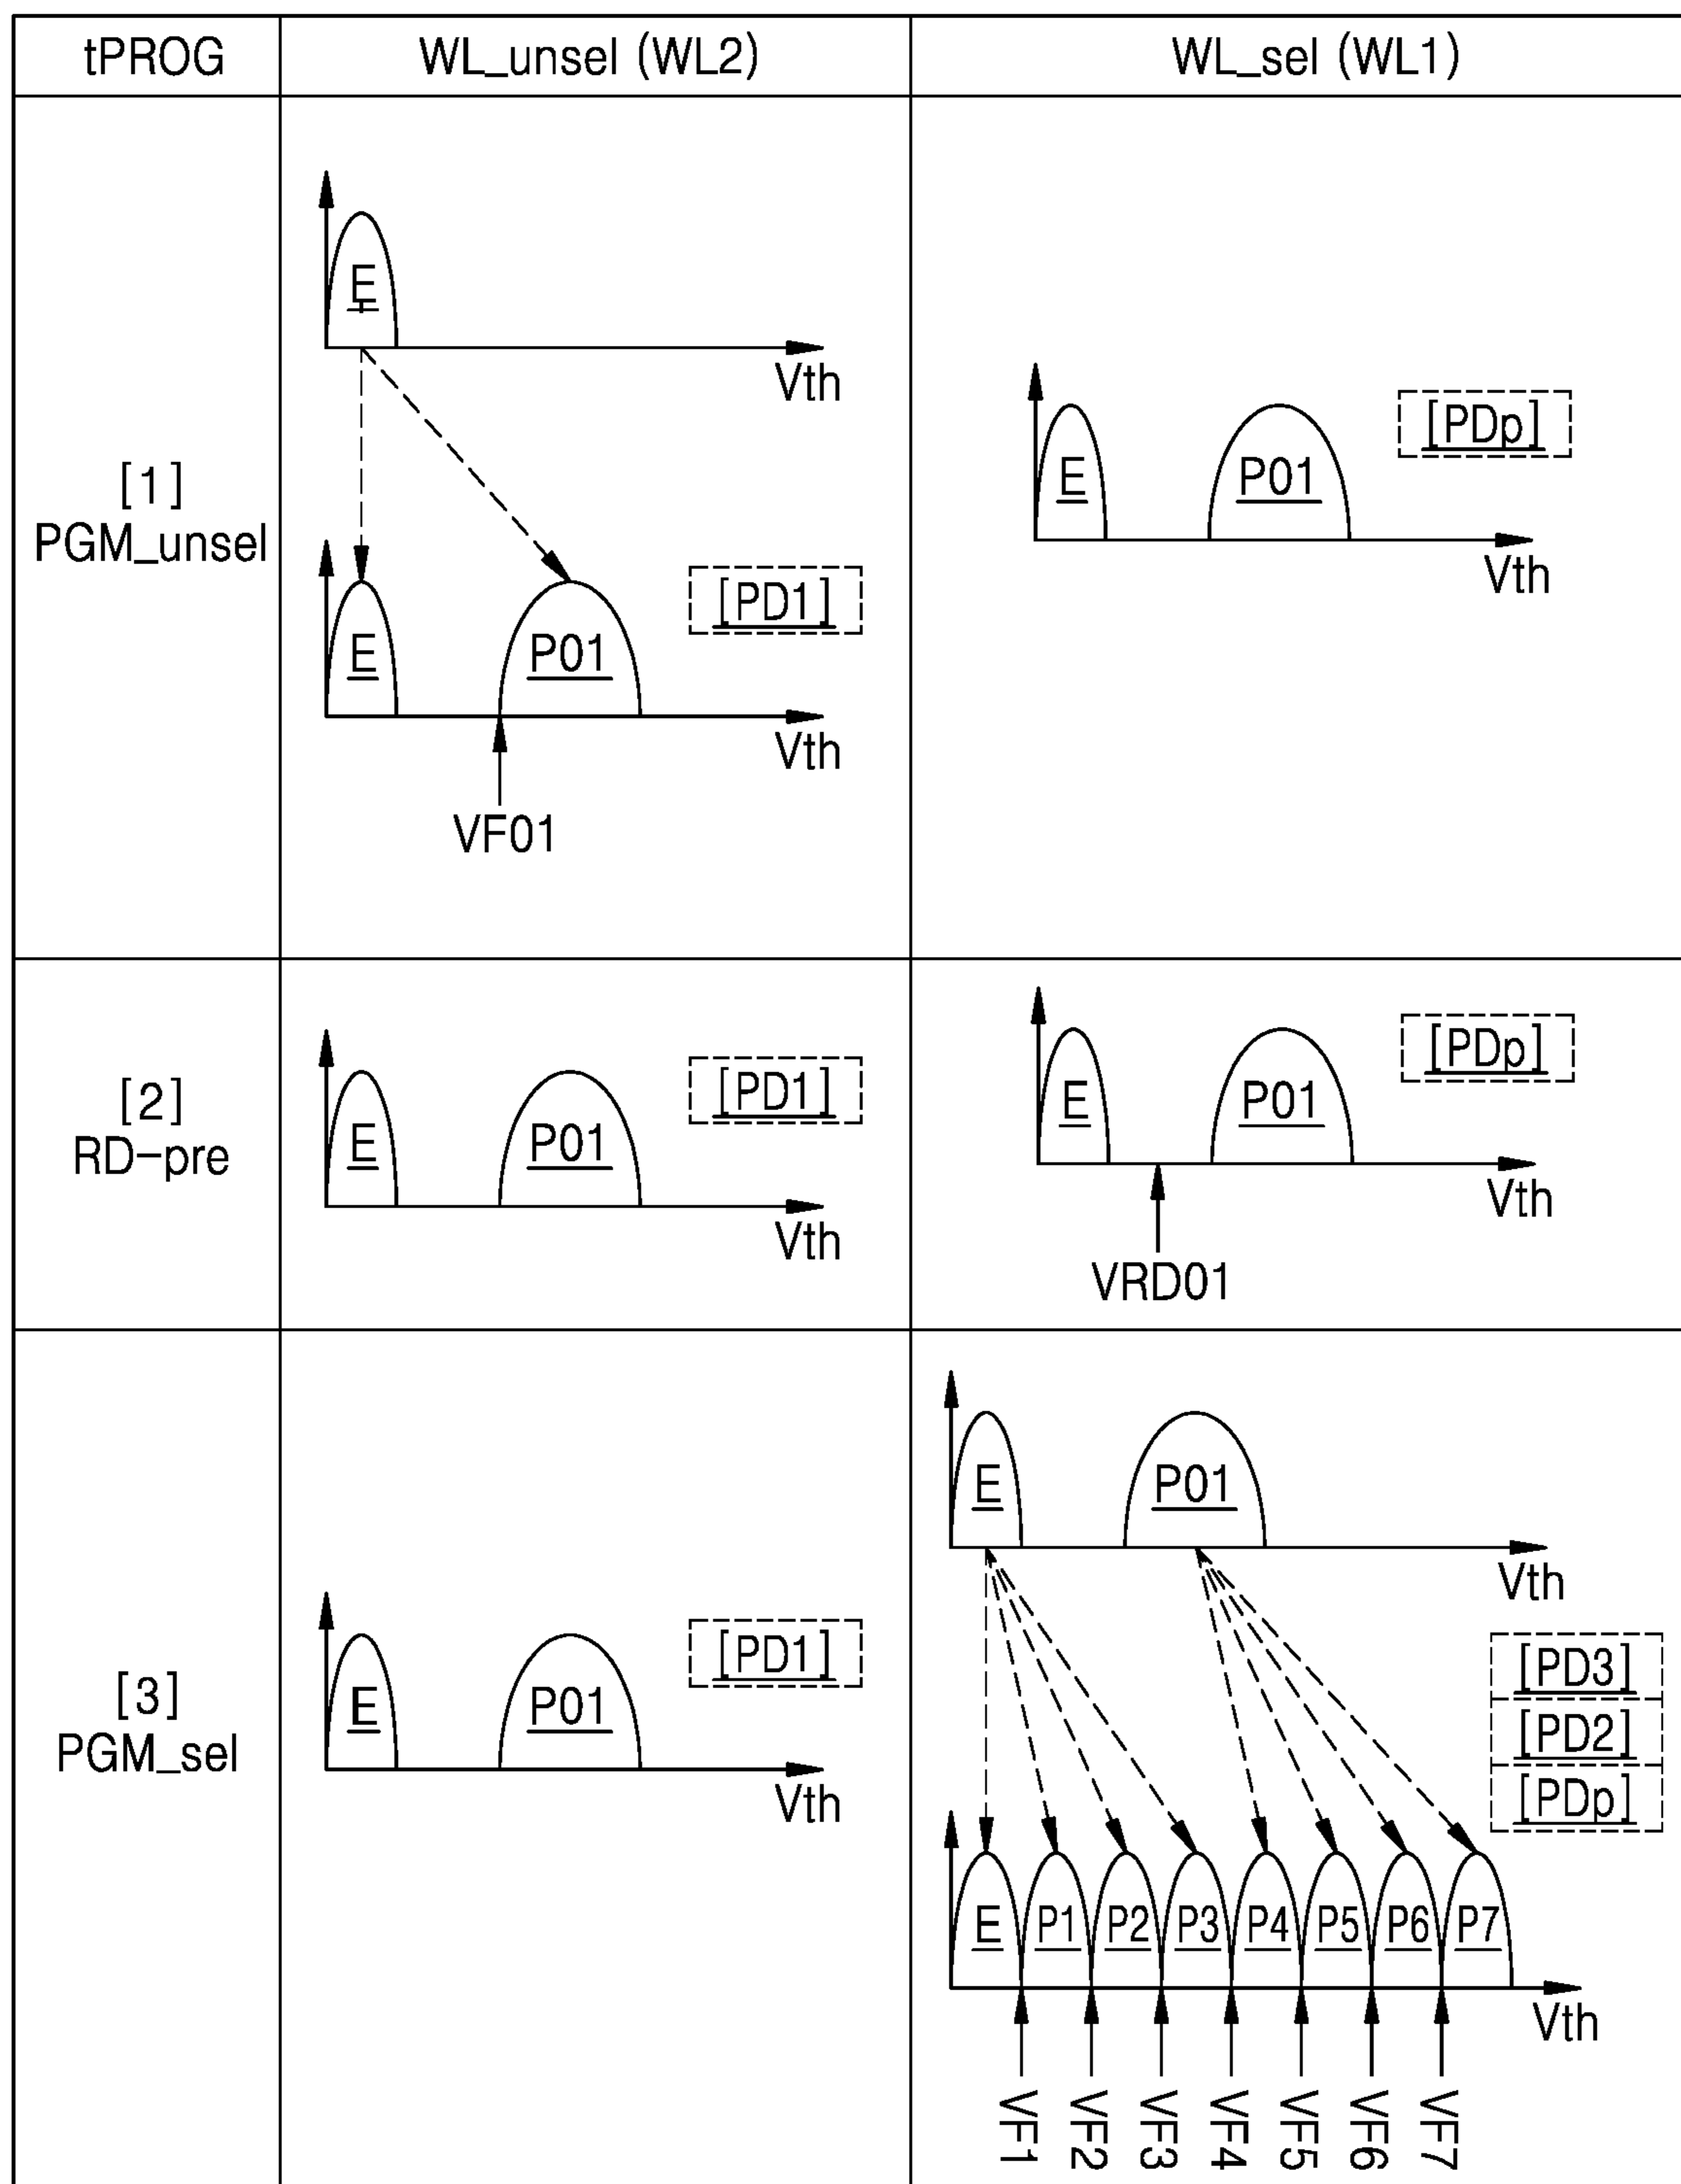 tPROG
WL_unsel (WL2)
WL_sel (WL1)
[1]
PGM_unsel
E
Vth
E
P01
[PD1]
Vth
VF01
E
P01
[PDp]
Vth
[2]
RD-pre
E
P01
[PD1]
Vth
E
P01
[PDp]
Vth
VRD01
[3]
PGM_sel
E
P01
[PD1]
Vth
E
P01
Vth
[PD3]
[PD2]
[PDp]
E P1 P2 P3 P4 P5 P6 P7
Vth
VF1
VF2
VF3
VF4
VF5
VF6
VF7